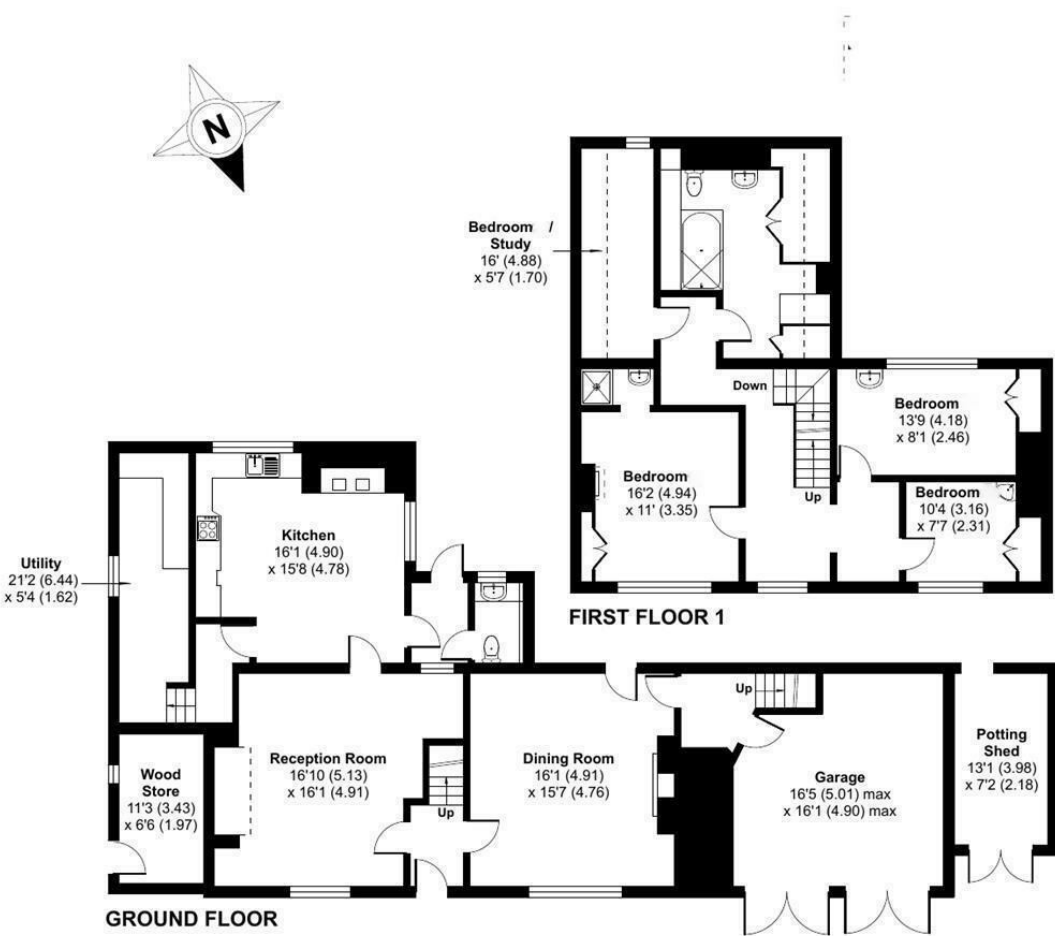 N
Bedroom /
Study
16' (4.88)
x 5'7 (1.70)
Down
Bedroom
13'9 (4.18)
x 8'1 (2.46)
Bedroom
16'2 (4.94)
x 11' (3.35)
Up
Bedroom
10'4 (3.16)
x 7'7 (2.31)
FIRST FLOOR 1
Kitchen
16'1 (4.90)
x 15'8 (4.78)
Utility
21'2 (6.44)
x 5'4 (1.62)
Up
Reception Room
16'10 (5.13)
x 16'1 (4.91)
Up
Dining Room
16'1 (4.91)
x 15'7 (4.76)
Garage
16'5 (5.01) max
x 16'1 (4.90) max
Potting
Shed
13'1 (3.98)
x 7'2 (2.18)
Wood
Store
11'3 (3.43)
x 6'6 (1.97)
GROUND FLOOR